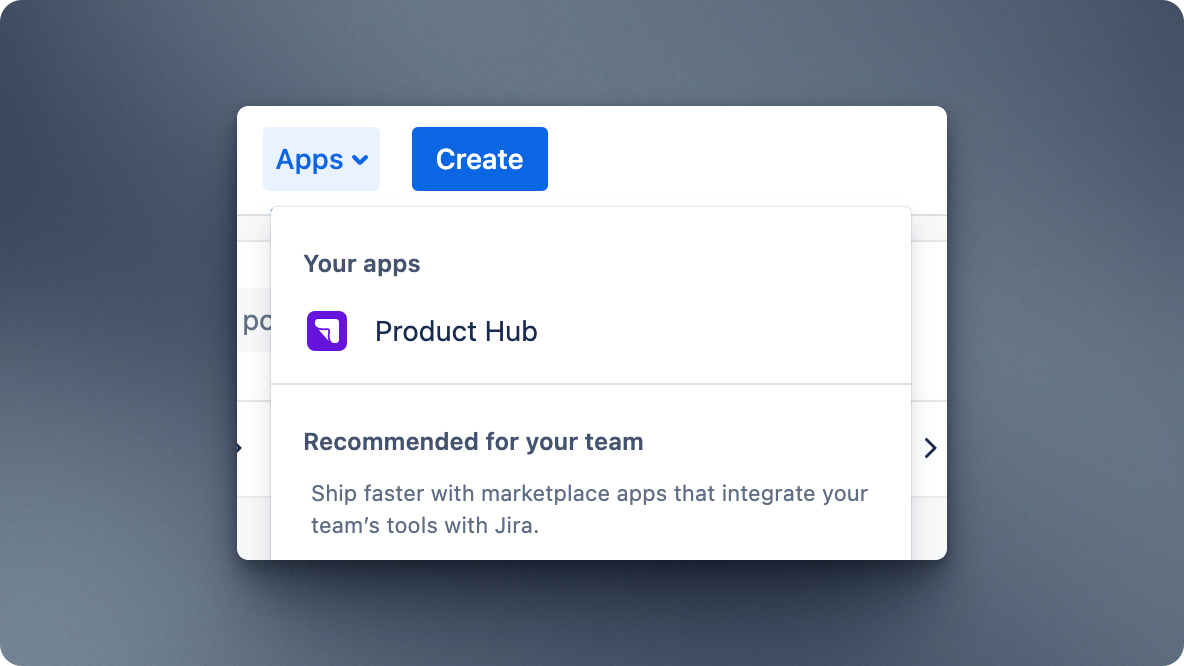 Apps
Create
Your apps
po
Product Hub
Recommended for your team
Ship faster with marketplace apps that integrate your
team’s tools with Jira.